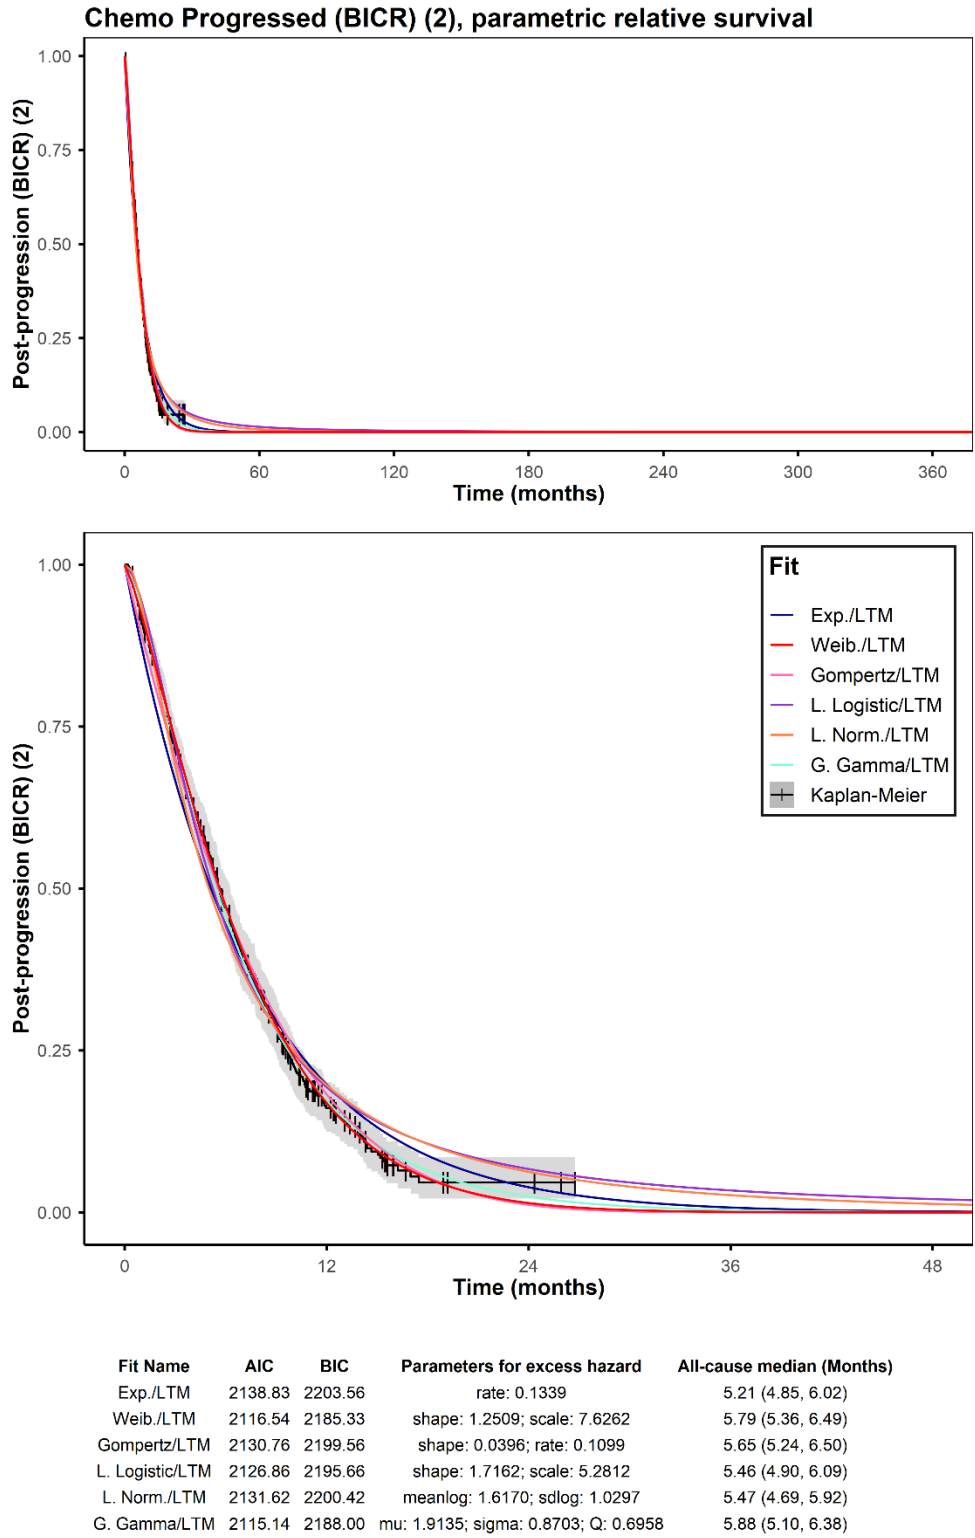 Chemo Progressed (BICR) (2), parametric relative survival
Post-progression (BICR) (2)
1.00
0.75
0.50
0.25
0.00
0 60 120 180 240 300 360
Time (months)
Post-progression (BICR) (2)
1.00
0.75
0.50
0.25
0.00
Fit
Exp./LTM
Weib./LTM
Gompertz/LTM
L. Logistic/LTM
L. Norm./LTM
G. Gamma/LTM
Kaplan-Meier
0 12 24 36 48
Time (months)
Fit Name AIC BIC Parameters for excess hazard All-cause median (Months)
Exp./LTM 2138.83 2203.56 rate: 0.1339 5.21 (4.85, 6.02)
Weib./LTM 2116.54 2185.33 shape: 1.2509; scale: 7.6262 5.79 (5.36, 6.49)
Gompertz/LTM 2130.76 2199.56 shape: 0.0396; rate: 0.1099 5.65 (5.24, 6.50)
L. Logistic/LTM 2126.86 2195.66 shape: 1.7162; scale: 5.2812 5.46 (4.90, 6.09)
L. Norm./LTM 2131.62 2200.42 meanlog: 1.6170; sdlog: 1.0297 5.47 (4.69, 5.92)
G. Gamma/LTM 2115.14 2188.00 mu: 1.9135; sigma: 0.8703; Q: 0.6958 5.88 (5.10, 6.38)